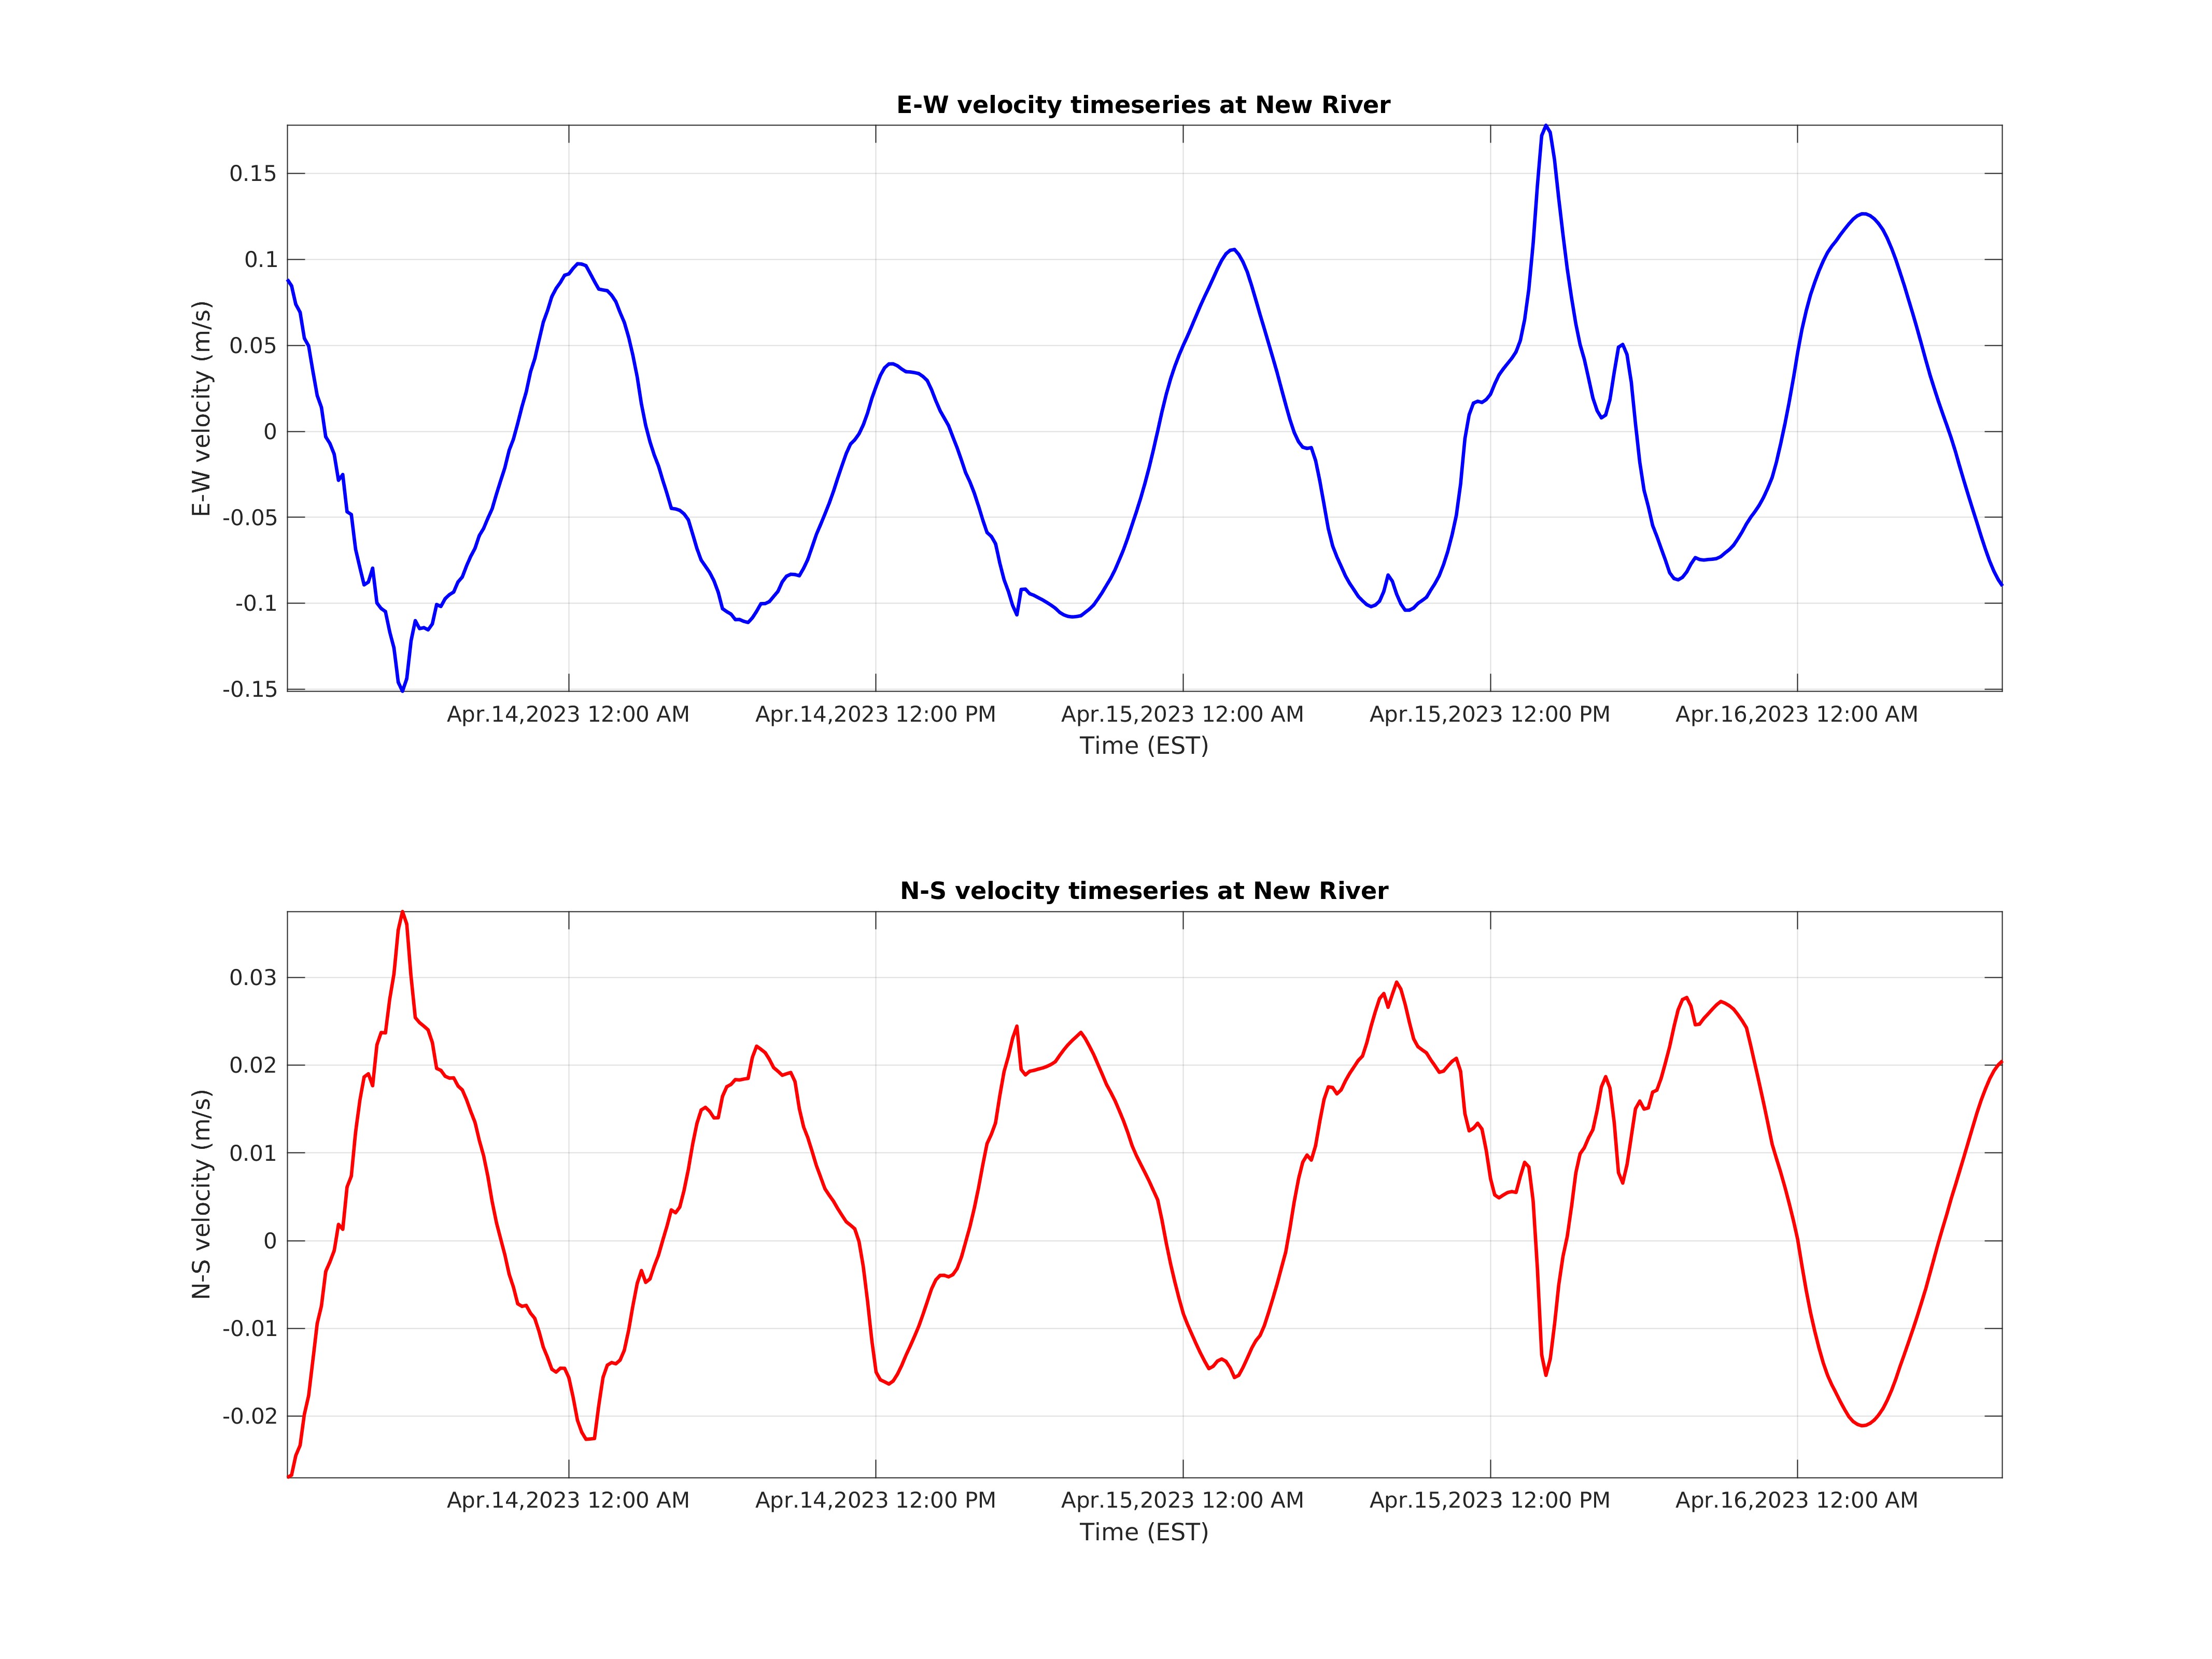 E-W velocity timeseries at New River
0.15
0.1
0.05
0
-0.05
-0.1
-0.15
E-W velocity (m/s)
Apr.14,2023 12:00 AM
Apr.14,2023 12:00 PM
Apr.15,2023 12:00 AM
Apr.15,2023 12:00 PM
Apr.16,2023 12:00 AM
Time (EST)
N-S velocity timeseries at New River
0.03
0.02
0.01
0
-0.01
-0.02
N-S velocity (m/s)
Apr.14,2023 12:00 AM
Apr.14,2023 12:00 PM
Apr.15,2023 12:00 AM
Apr.15,2023 12:00 PM
Apr.16,2023 12:00 AM
Time (EST)